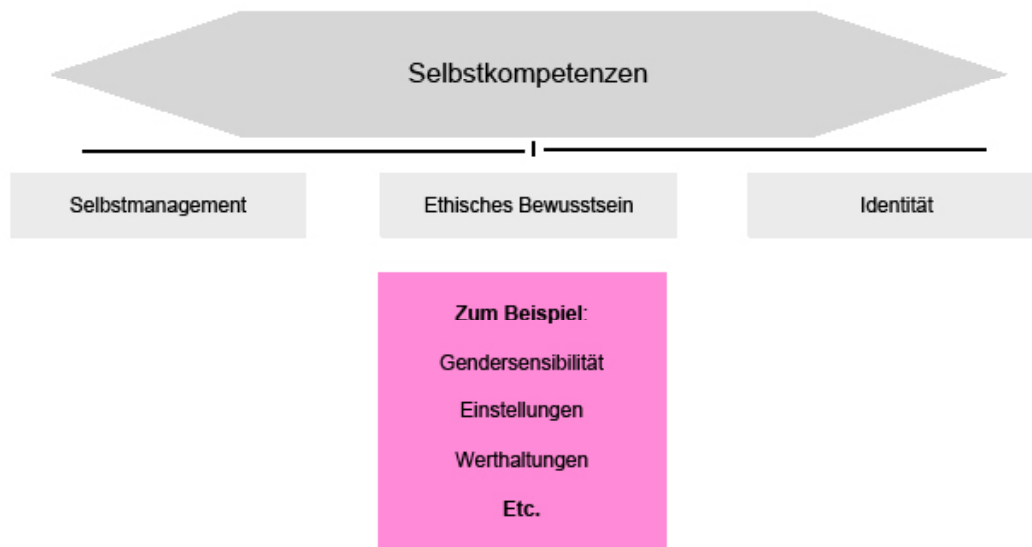 Selbstkompetenzen
Selbstmanagement
Ethisches Bewusstsein
Identität
Zum Beispiel:
Gendersensibilität
Einstellungen
Werthaltungen
Etc.